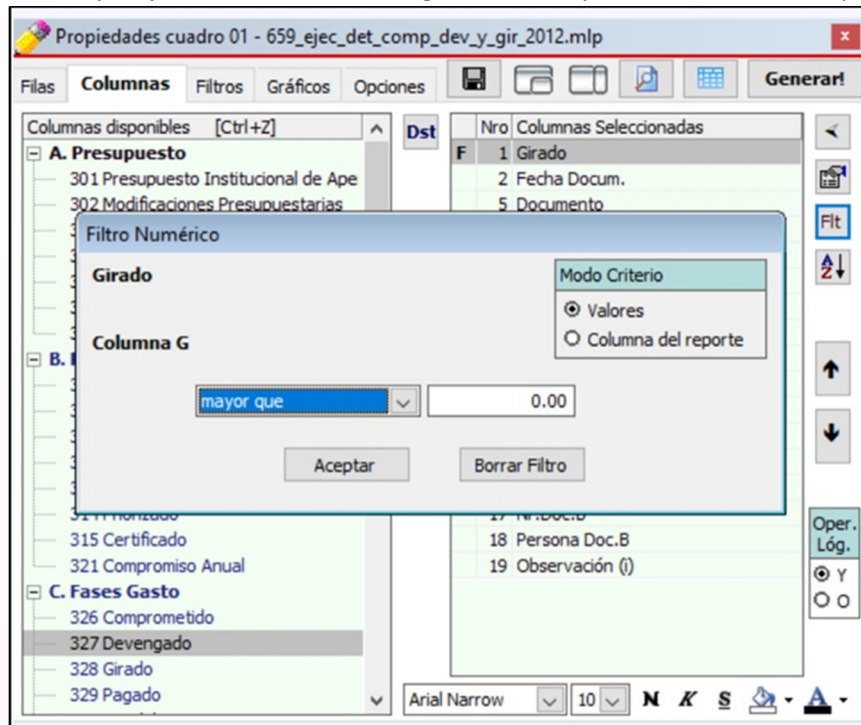 Propiedades cuadro 01 - 659_ejec_det_comp_dev_y_gir_2012.mlp
x
Filas Columnas Filtros Gráficos Opciones Generar!
Columnas disponibles [Ctrl+Z]
A. Presupuesto
301 Presupuesto Institucional de Ape
302 Modificaciones Presupuestarias
Dst
Nro Columnas Seleccionadas
F 1 Girado
2 Fecha Docum.
5 Documento
Flt
Filtro Numérico
Girado
Columna G
Modo Criterio
Valores
Columna del reporte
mayor que 0.00
Aceptar Borrar Filtro
B.
315 Certificado
321 Compromiso Anual
C. Fases Gasto
326 Comprometido
327 Devengado
328 Girado
329 Pagado
17 Nr.Doc.B
18 Persona Doc.B
19 Observación (i)
Oper. Lóg.
Y
O
Arial Narrow 10 N K S A